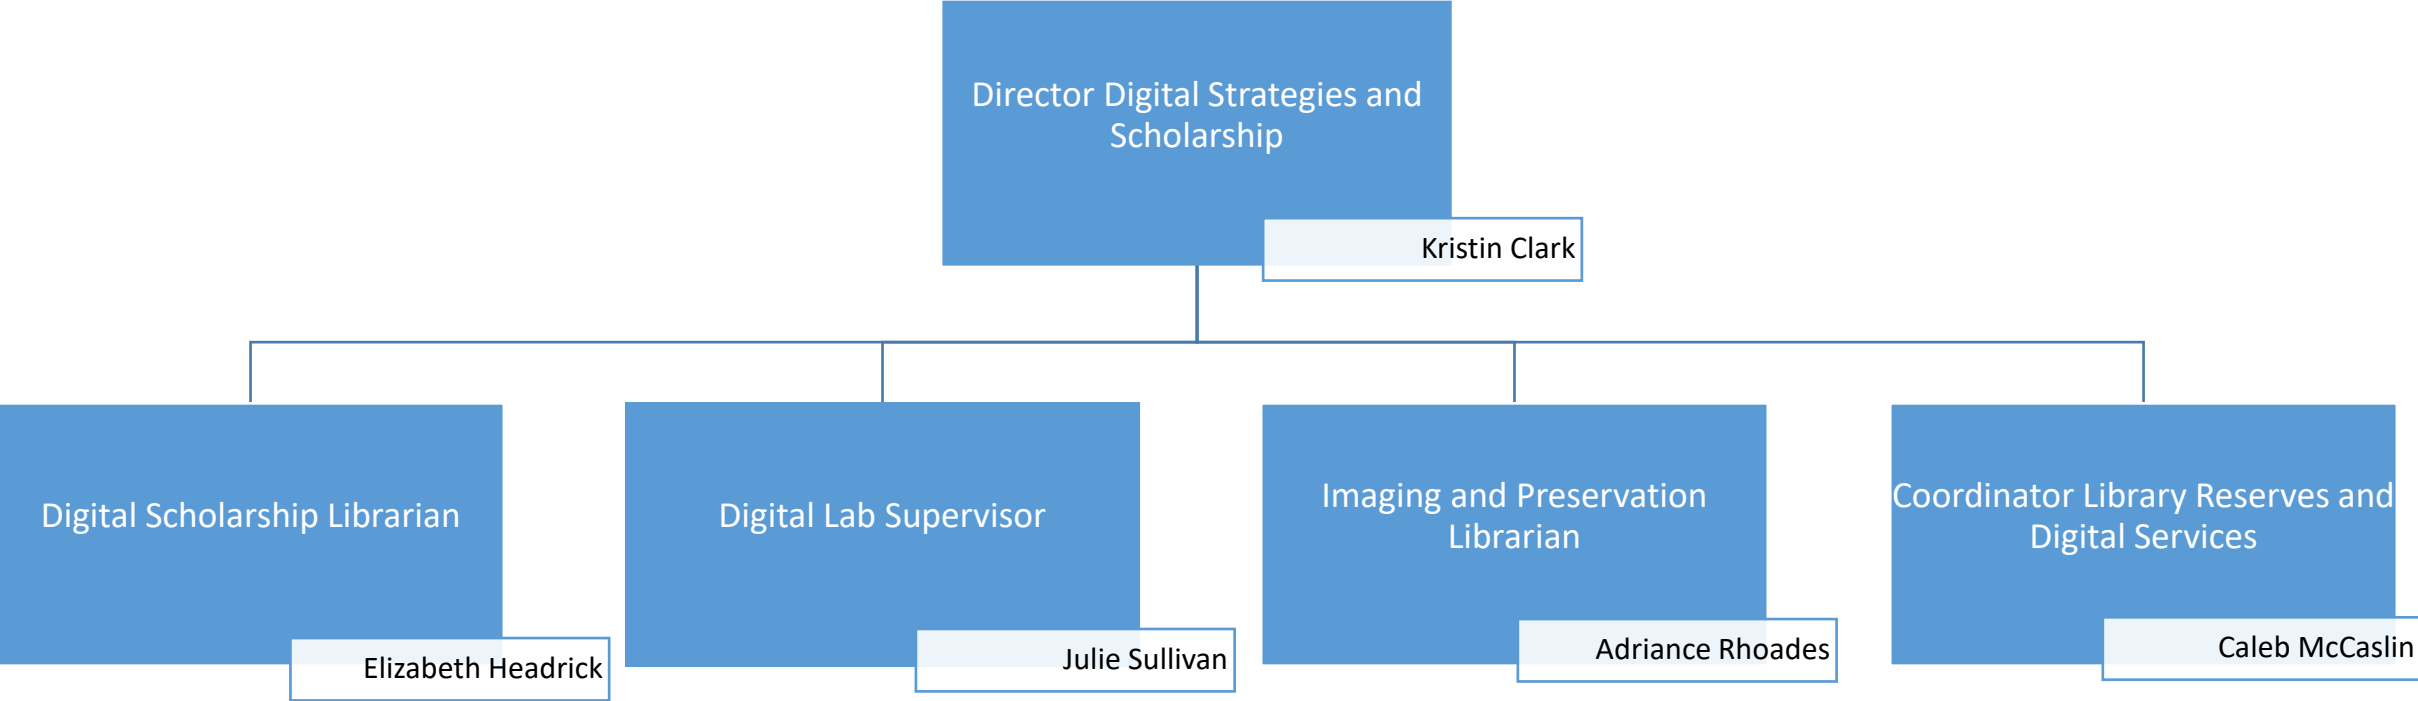 Director Digital Strategies and
Scholarship
Kristin Clark
Digital Scholarship Librarian
Elizabeth Headrick
Digital Lab Supervisor
Julie Sullivan
Imaging and Preservation
Librarian
Adriance Rhoades
Coordinator Library Reserves and
Digital Services
Caleb McCaslin